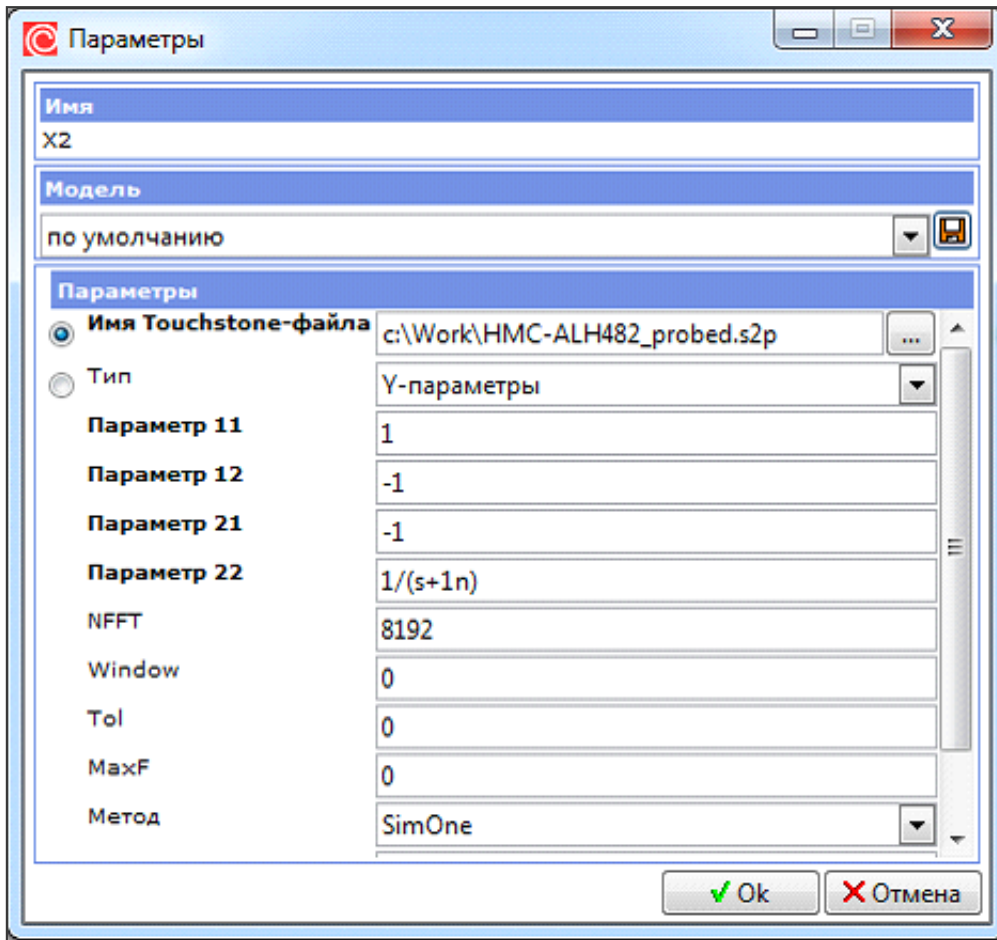 Параметры
Имя
X2
Модель
по умолчанию
Параметры
Имя Touchstone-файла c:\Work\HMC-ALH482_probed.s2p ...
Тип Y-параметры
Параметр 11 1
Параметр 12 -1
Параметр 21 -1
Параметр 22 1/(s+1n)
NFFT 8192
Window 0
Tol 0
MaxF 0
Метод SimOne
Ok Отмена